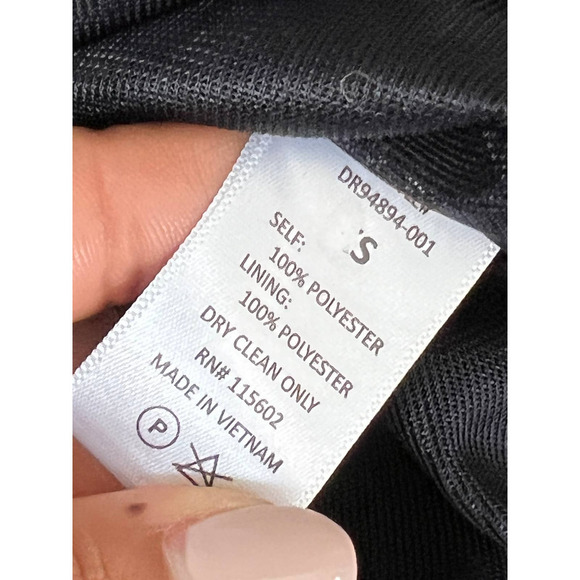 DR94894-001
S
SELF:
100% POLYESTER
LINING:
100% POLYESTER
DRY CLEAN ONLY
RN# 115602
MADE IN VIETNAM
P